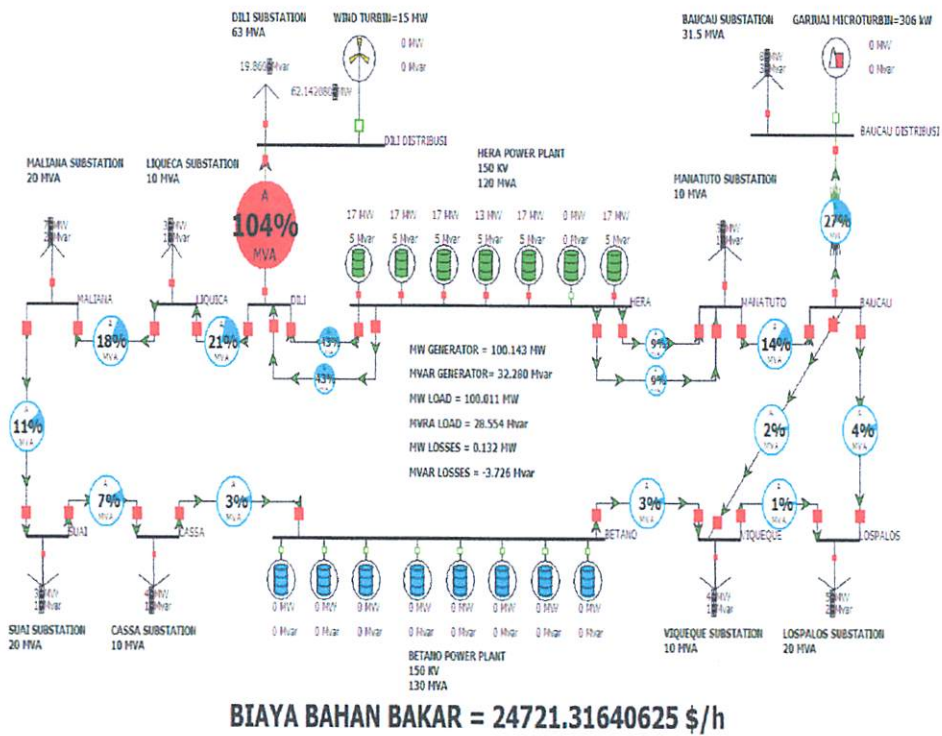 DILI SUBSTATION
63 MVA
WIND TURBIN=15 MW
0 MW
0 Mvar
BAUCAU SUBSTATION
31.5 MVA
GARIUAI MICROTURBIN=306 kW
0 MW
0 Mvar
DILI DISTRIBUSI
BAUCAU DISTRIBUSI
MALIANA SUBSTATION
20 MVA
LIQUECA SUBSTATION
10 MVA
HERA POWER PLANT
150 KV
120 MVA
MANATUTO SUBSTATION
10 MVA
A
104%
MVA
27%
17 MW 17 MW 17 MW 13 MW 17 MW 0 MW 17 MW
5 Mvar 5 Mvar 5 Mvar 5 Mvar 5 Mvar 0 Mvar 5 Mvar
MALIANA
LIQUICA
DILI
HERA
MANATUTO
BAUCAU
18%
MVA
21%
MVA
9%
14%
MVA
9%
MW GENERATOR = 100.143 MW
MVAR GENERATOR= 32.280 Mvar
MW LOAD = 100.011 MW
MVRA LOAD = 28.554 Mvar
MW LOSSES = 0.132 MW
MVAR LOSSES = -3.726 Mvar
11%
MVA
2%
MVA
4%
MVA
7%
MVA
3%
MVA
3%
MVA
1%
MVA
SUAI
CASSA
BETANO
VIQUEQUE
LOSPALOS
0 MW 0 MW 0 MW 0 MW 0 MW 0 MW 0 MW 0 MW
0 Mvar 0 Mvar 0 Mvar 0 Mvar 0 Mvar 0 Mvar 0 Mvar 0 Mvar
SUAI SUBSTATION
20 MVA
CASSA SUBSTATION
10 MVA
BETANO POWER PLANT
150 KV
130 MVA
VIQUEQUE SUBSTATION
10 MVA
LOSPALOS SUBSTATION
20 MVA
BIAYA BAHAN BAKAR = 24721.31640625 $/h